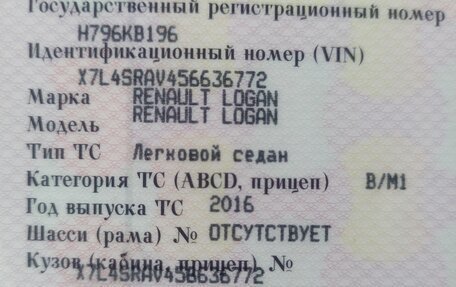 Государственный регистрационный номер
Н796КВ196
Идентификационный номер (VIN)
X7L4SRAV456636772
Марка RENAULT LOGAN
Модель RENAULT LOGAN
Тип ТС Легковой седан
Категория ТС (ABCD, прицеп) B/M1
Год выпуска ТС 2016
Шасси (рама) № ОТСУТСТВУЕТ
Кузов (кабина, прицеп) №
X7L4SRAV456636772